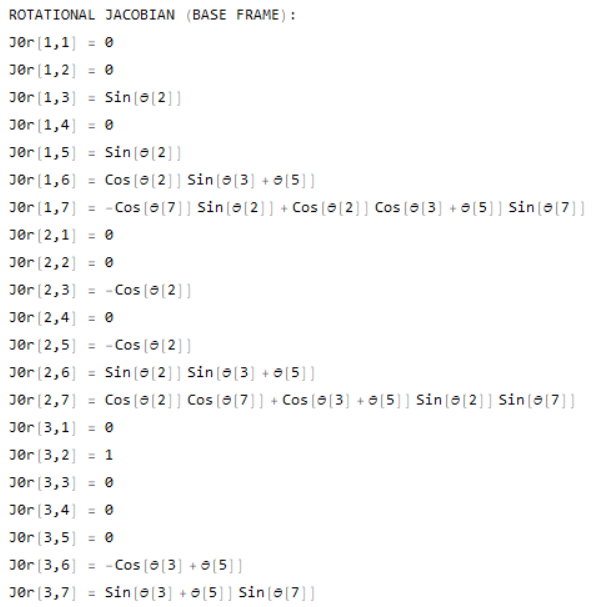 ROTATIONAL JACOBIAN (BASE FRAME):
J0r[1,1] = 0
J0r[1,2] = 0
J0r[1,3] = Sin[θ[2]]
J0r[1,4] = 0
J0r[1,5] = Sin[θ[2]]
J0r[1,6] = Cos[θ[2]] Sin[θ[3] + θ[5]]
J0r[1,7] = -Cos[θ[7]] Sin[θ[2]] + Cos[θ[2]] Cos[θ[3] + θ[5]] Sin[θ[7]]
J0r[2,1] = 0
J0r[2,2] = 0
J0r[2,3] = -Cos[θ[2]]
J0r[2,4] = 0
J0r[2,5] = -Cos[θ[2]]
J0r[2,6] = Sin[θ[2]] Sin[θ[3] + θ[5]]
J0r[2,7] = Cos[θ[2]] Cos[θ[7]] + Cos[θ[3] + θ[5]] Sin[θ[2]] Sin[θ[7]]
J0r[3,1] = 0
J0r[3,2] = 1
J0r[3,3] = 0
J0r[3,4] = 0
J0r[3,5] = 0
J0r[3,6] = -Cos[θ[3] + θ[5]]
J0r[3,7] = Sin[θ[3] + θ[5]] Sin[θ[7]]